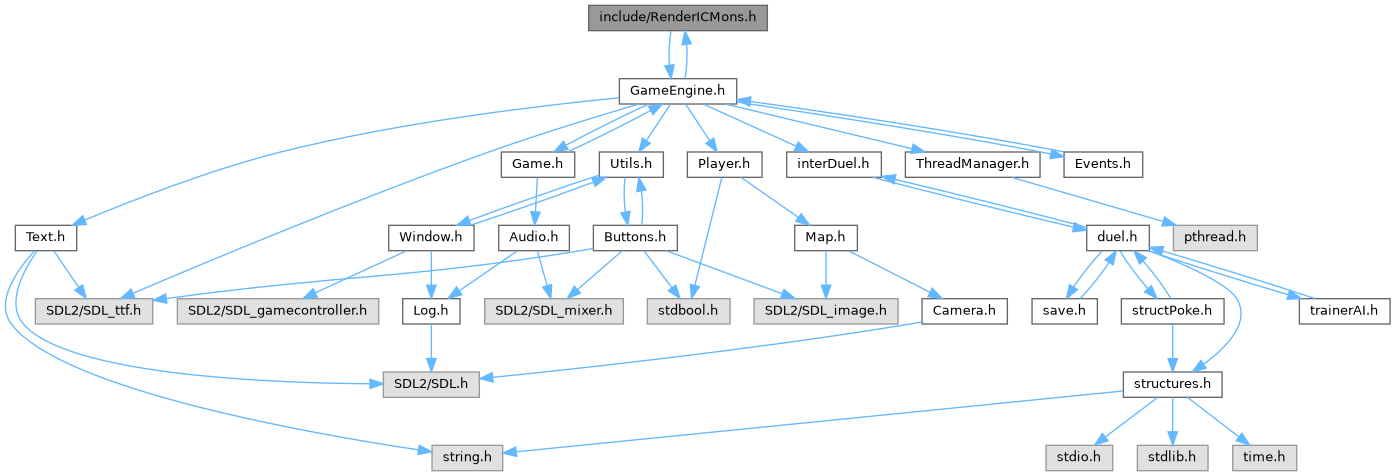 include/RenderICMons.h
GameEngine.h
Game.h
Utils.h
Player.h
interDuel.h
ThreadManager.h
Events.h
Text.h
Window.h
Audio.h
Buttons.h
Map.h
duel.h
pthread.h
SDL2/SDL_ttf.h
SDL2/SDL_gamecontroller.h
Log.h
SDL2/SDL_mixer.h
stdbool.h
SDL2/SDL_image.h
Camera.h
save.h
structPoke.h
trainerAI.h
SDL2/SDL.h
structures.h
string.h
stdio.h
stdlib.h
time.h